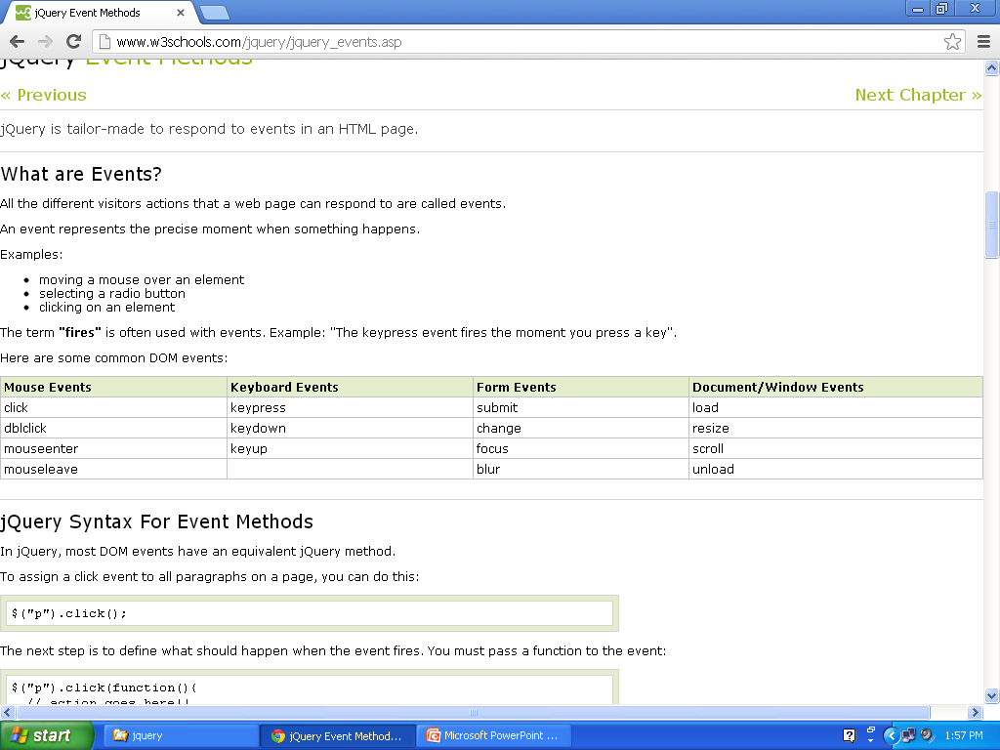 jQuery Event Methods
www.w3schools.com/jquery/jquery_events.asp
jQuery Event Methods
« Previous
Next Chapter »
jQuery is tailor-made to respond to events in an HTML page.
What are Events?
All the different visitors actions that a web page can respond to are called events.
An event represents the precise moment when something happens.
Examples:
• moving a mouse over an element
• selecting a radio button
• clicking on an element
The term "fires" is often used with events. Example: "The keypress event fires the moment you press a key".
Here are some common DOM events:
Mouse Events Keyboard Events Form Events Document/Window Events
click keypress submit load
dblclick keydown change resize
mouseenter keyup focus scroll
mouseleave blur unload
jQuery Syntax For Event Methods
In jQuery, most DOM events have an equivalent jQuery method.
To assign a click event to all paragraphs on a page, you can do this:
$("p").click();
The next step is to define what should happen when the event fires. You must pass a function to the event:
$("p").click(function(){
// action goes here!!
start
jquery
jQuery Event Method...
Microsoft PowerPoint ...
1:57 PM